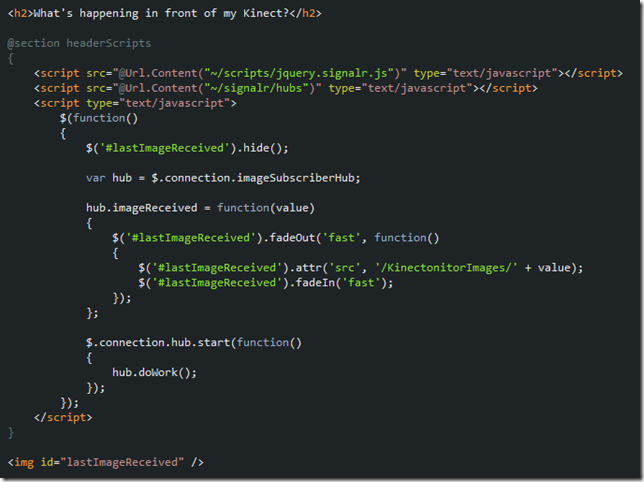 <h2>What's happening in front of my Kinect?</h2>
@section headerScripts
{
<script src="@Url.Content("~/scripts/jquery.signalr.js")" type="text/javascript"></script>
<script src="@Url.Content("~/signalr/hubs")" type="text/javascript"></script>
<script type="text/javascript">
$(function()
{
$('#lastImageReceived').hide();
var hub = $.connection.imageSubscriberHub;
hub.imageReceived = function(value)
{
$('#lastImageReceived').fadeOut('fast', function()
{
$('#lastImageReceived').attr('src', '/KinectonitorImages/' + value);
$('#lastImageReceived').fadeIn('fast');
});
};
$.connection.hub.start(function()
{
hub.doWork();
});
});
</script>
}
<img id="lastImageReceived" />